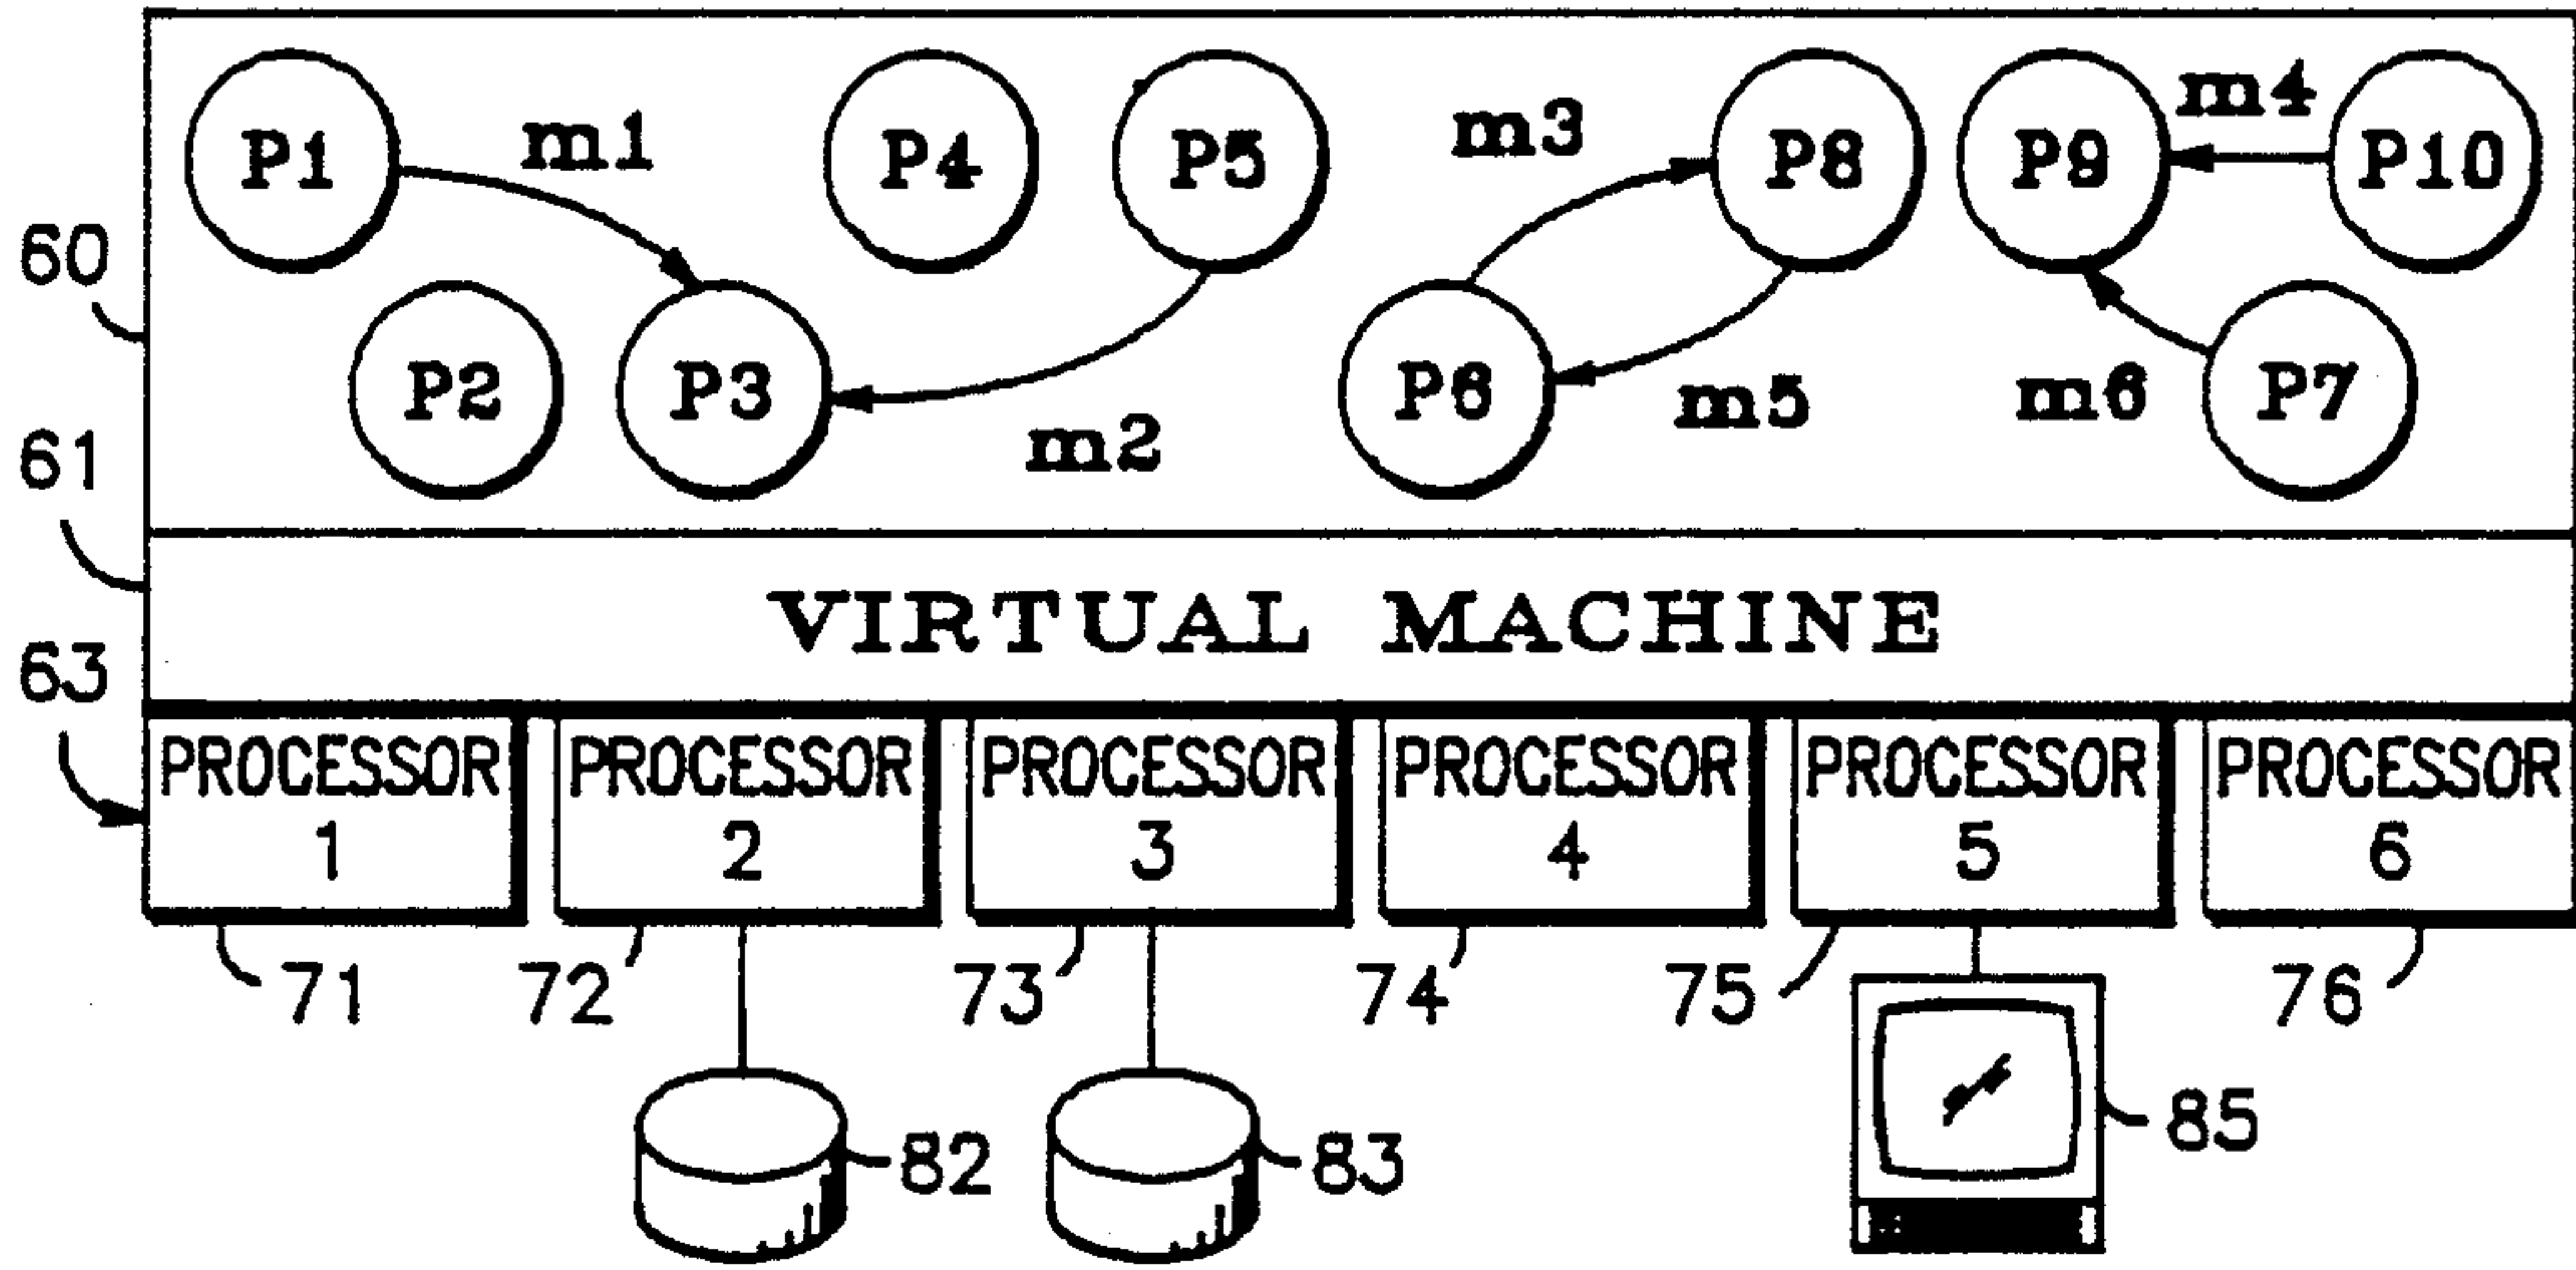 P1
m1
P4
P5
m3
P8
P9
m4
P10
60
P2
P3
m2
P6
m5
m6
P7
61
VIRTUAL MACHINE
63
PROCESSOR
1
PROCESSOR
2
PROCESSOR
3
PROCESSOR
4
PROCESSOR
5
PROCESSOR
6
71
72
73
74
75
76
82
83
85